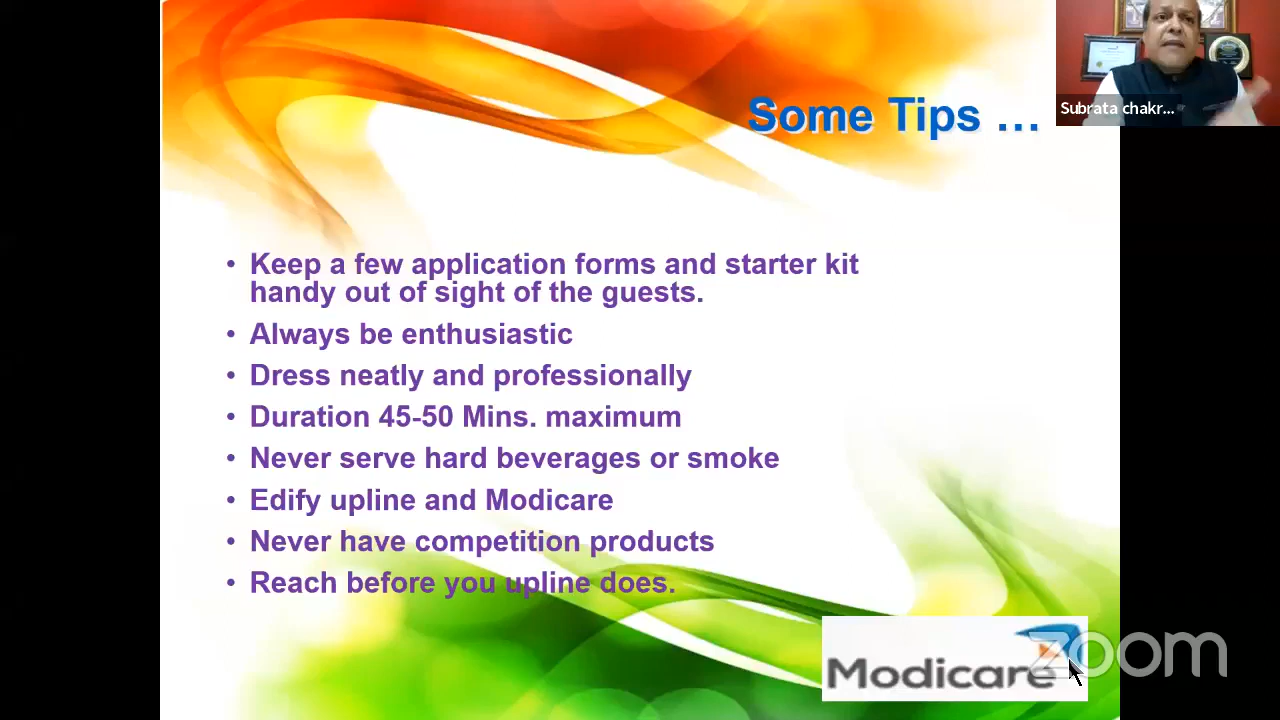 Some Tips ...
Subrata chakr...
• Keep a few application forms and starter kit
handy out of sight of the guests.
• Always be enthusiastic
• Dress neatly and professionally
• Duration 45-50 Mins. maximum
• Never serve hard beverages or smoke
• Edify upline and Modicare
• Never have competition products
• Reach before you upline does.
Modicare
zoom